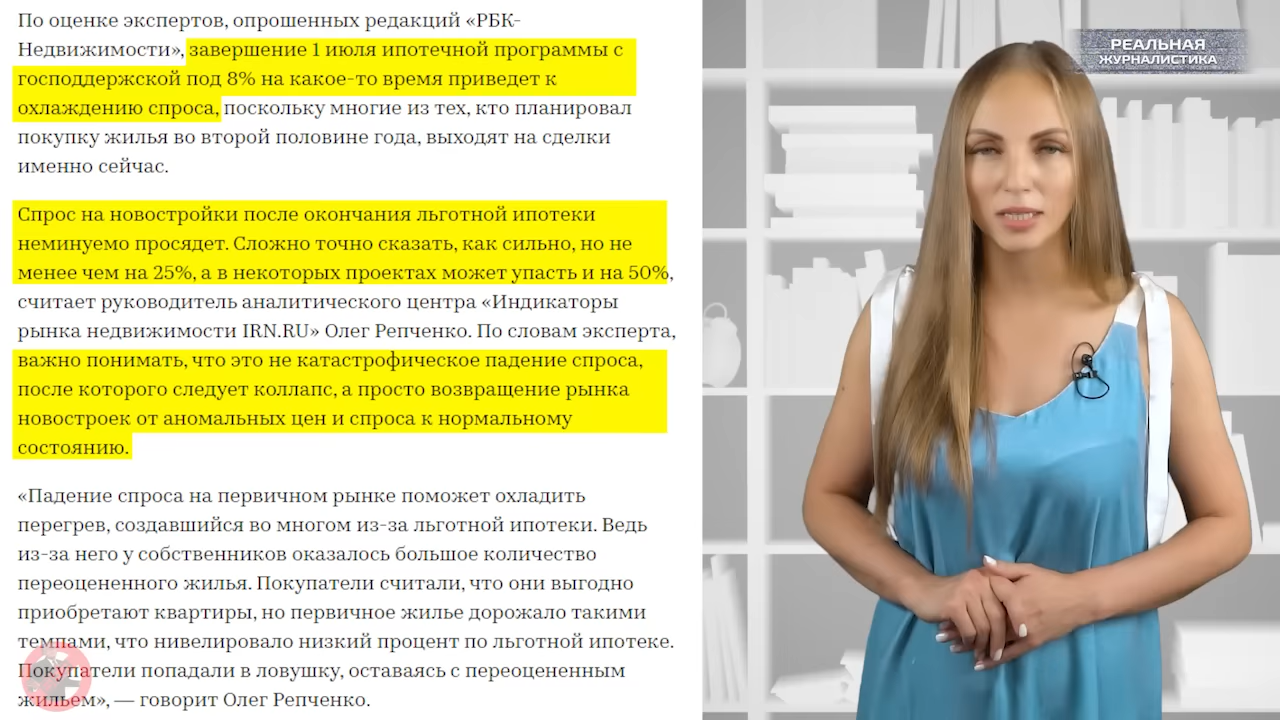 По оценке экспертов, опрошенных редакций «РБК-
Недвижимости», завершение 1 июля ипотечной программы с
господдержской под 8% на какое-то время приведет к
охлаждению спроса, поскольку многие из тех, кто планировал
покупку жилья во второй половине года, выходят на сделки
именно сейчас.
Спрос на новостройки после окончания льготной ипотеки
неминуемо просядет. Сложно точно сказать, как сильно, но не
менее чем на 25%, а в некоторых проектах может упасть и на 50%,
считает руководитель аналитического центра «Индикаторы
рынка недвижимости IRN.RU» Олег Репченко. По словам эксперта,
важно понимать, что это не катастрофическое падение спроса,
после которого следует коллапс, а просто возвращение рынка
новостроек от аномальных цен и спроса к нормальному
состоянию.
«Падение спроса на первичном рынке поможет охладить
перегрев, создавшийся во многом из-за льготной ипотеки. Ведь
из-за него у собственников оказалось большое количество
переоцененного жилья. Покупатели считали, что они выгодно
приобретают квартиры, но первичное жилье дорожало такими
темпами, что нивелировало низкий процент по льготной ипотеке.
Покупатели попадали в ловушку, оставаясь с переоцененным
жильем», — говорит Олег Репченко.
РЕАЛЬНАЯ
ЖУРНАЛИСТИКА